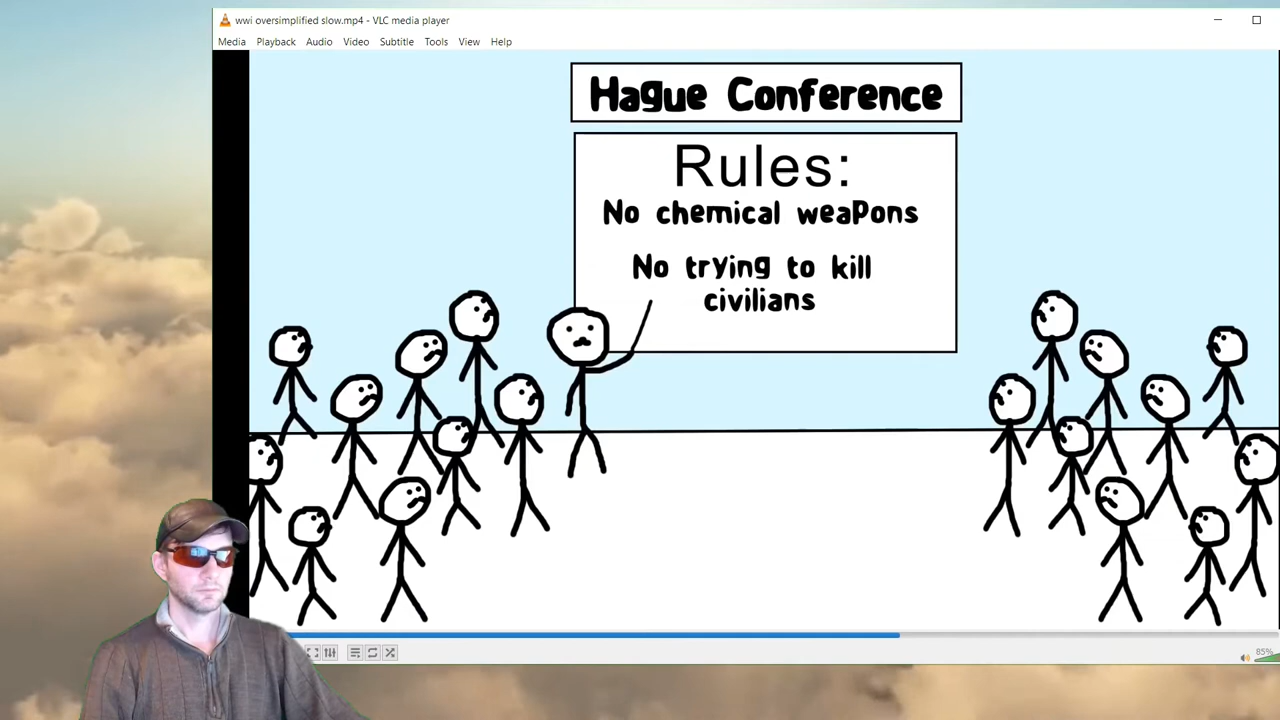 wwi oversimplified slow.mp4 - VLC media player
Media Playback Audio Video Subtitle Tools View Help
Hague Conference
Rules:
No chemical weapons
No trying to kill
civilians
85%